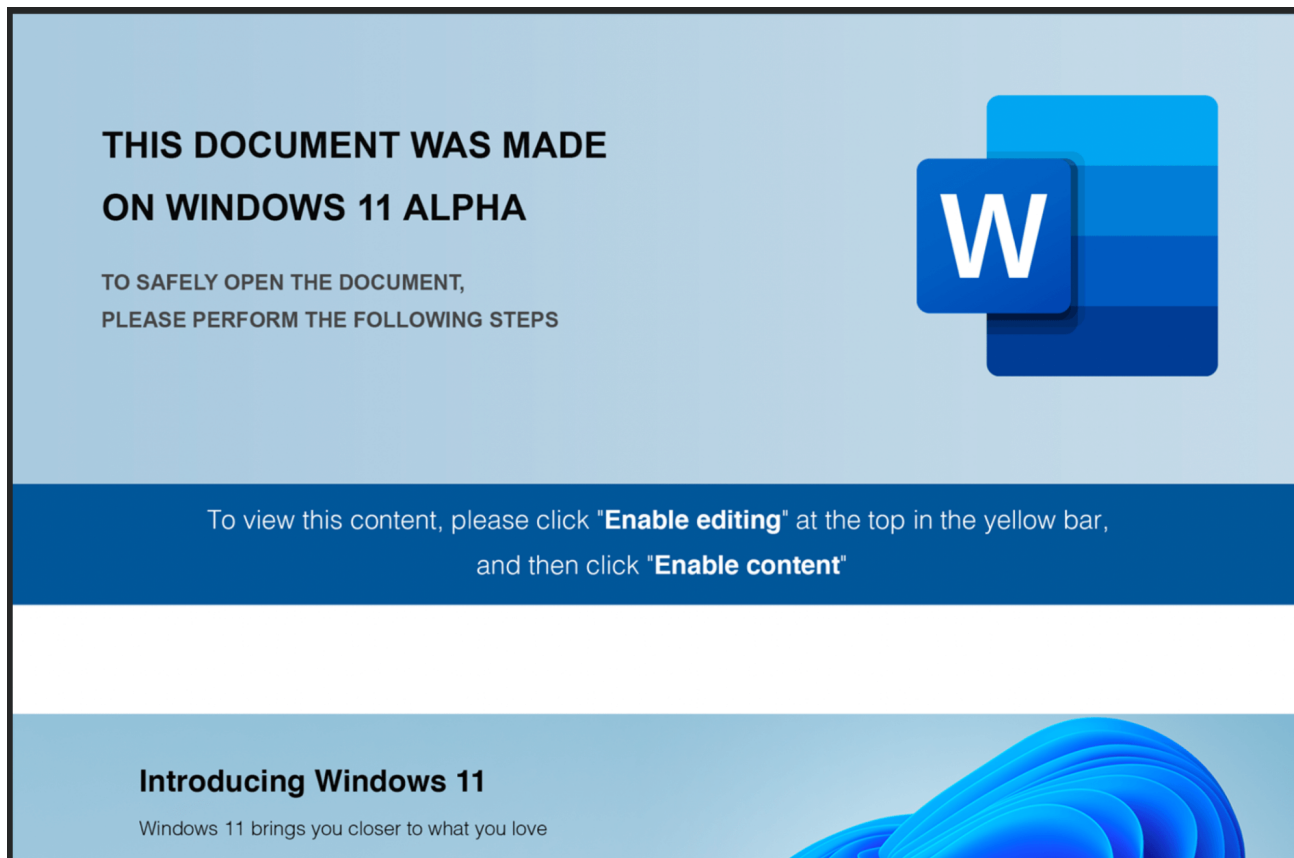 THIS DOCUMENT WAS MADE
ON WINDOWS 11 ALPHA
TO SAFELY OPEN THE DOCUMENT,
PLEASE PERFORM THE FOLLOWING STEPS
W
To view this content, please click "Enable editing" at the top in the yellow bar,
and then click "Enable content"
Introducing Windows 11
Windows 11 brings you closer to what you love